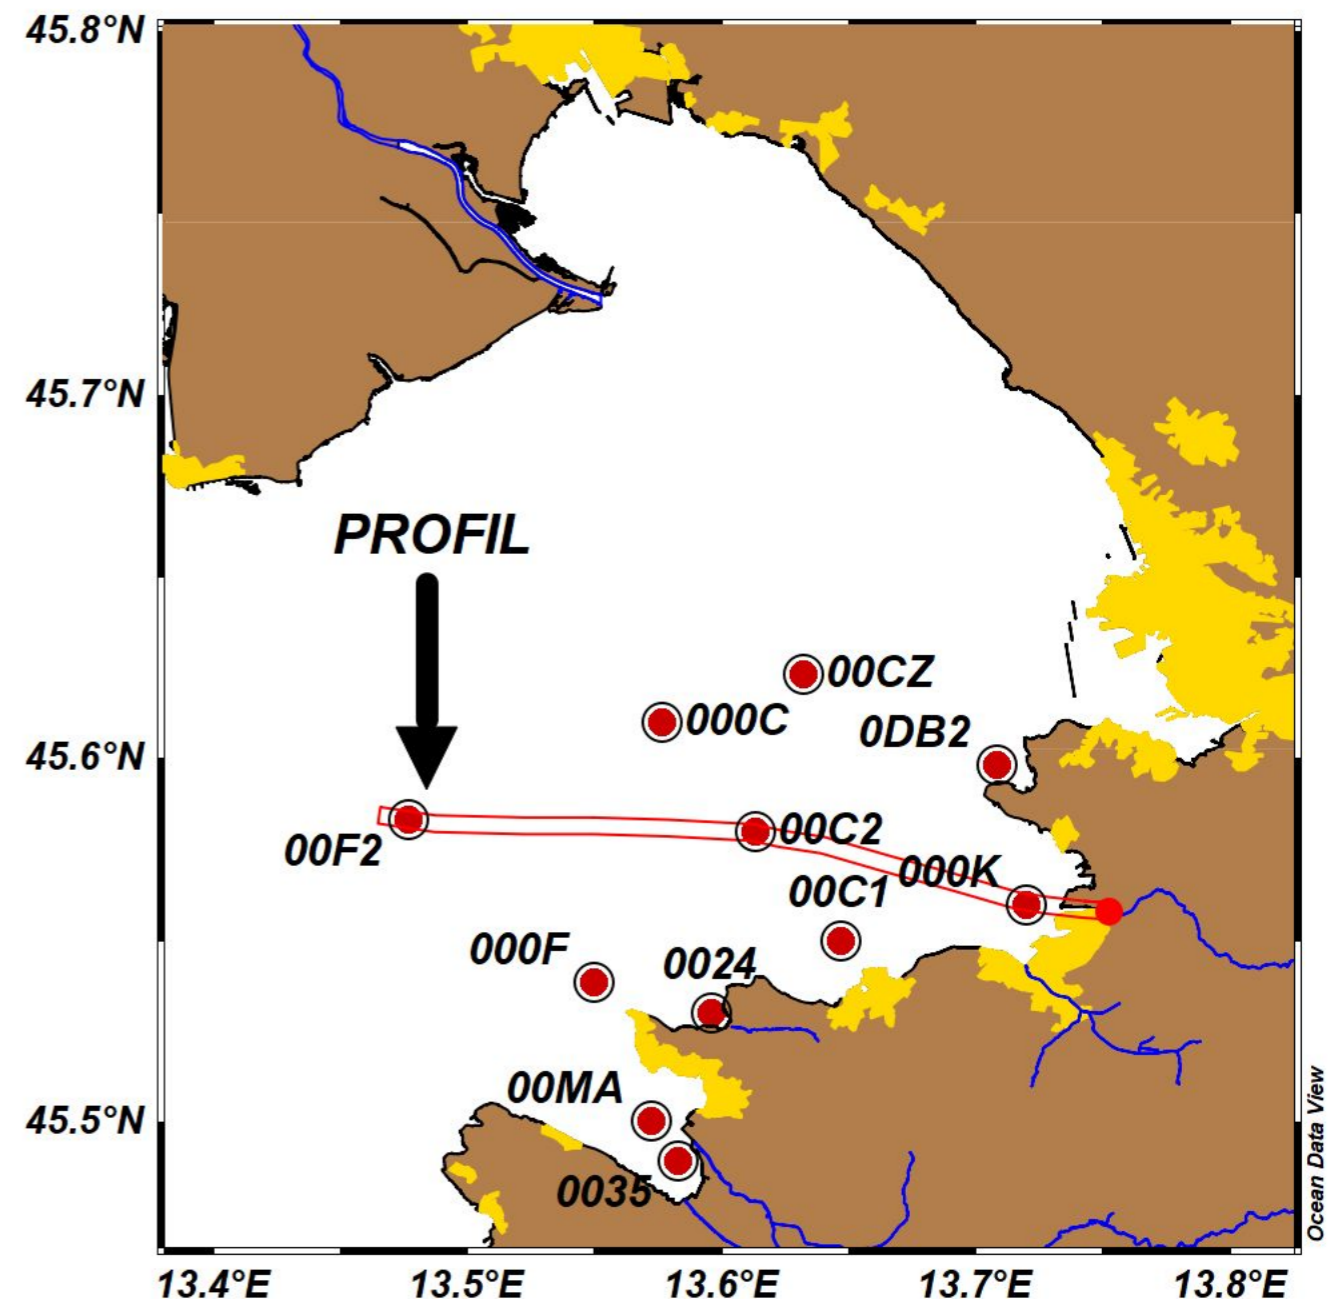 45.8°N
45.7°N
PROFIL
00CZ
000C
0DB2
45.6°N
00C2
00F2
000K
00C1
000F
0024
00MA
45.5°N
0035
Ocean Data View
13.4°E
13.5°E
13.6°E
13.7°E
13.8°E